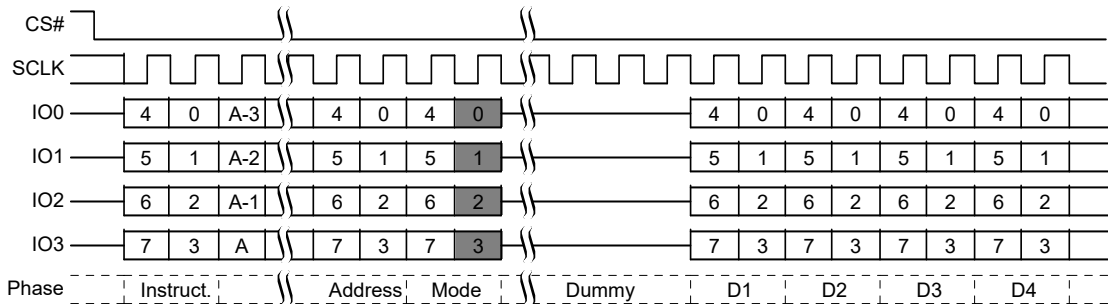 CS#
SCLK
IO0 4 0 A-3 4 0 4 0 4 0 4 0 4 0 4 0
IO1 5 1 A-2 5 1 5 1 5 1 5 1 5 1 5 1
IO2 6 2 A-1 6 2 6 2 6 2 6 2 6 2 6 2
IO3 7 3 A 7 3 7 3 7 3 7 3 7 3 7 3
Phase Instruct. Address Mode Dummy D1 D2 D3 D4